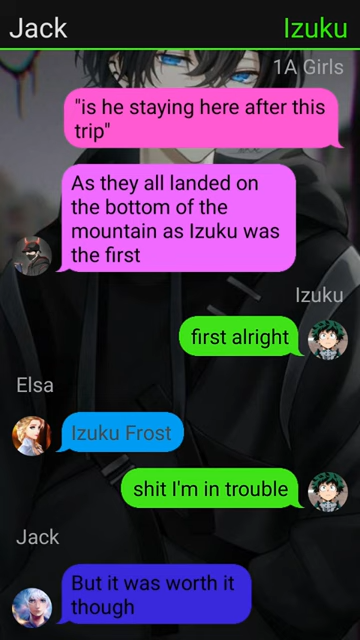 Jack
Izuku
1A Girls
"is he staying here after this
trip"
As they all landed on
the bottom of the
mountain as Izuku was
the first
Izuku
first alright
Elsa
Izuku Frost
shit I'm in trouble
Jack
But it was worth it
though